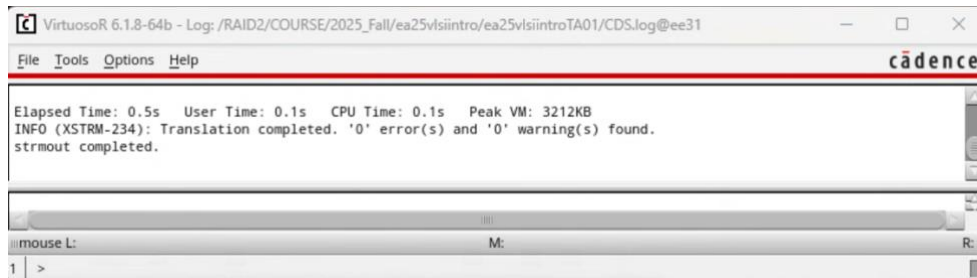 VirtuosoR 6.1.8-64b - Log: /RAID2/COURSE/2025_Fall/ea25vlsiintro/ea25vlsiintroTA01/CDS.log@ee31
File Tools Options Help
cādence
Elapsed Time: 0.5s User Time: 0.1s CPU Time: 0.1s Peak VM: 3212KB
INFO (XSTRM-234): Translation completed. '0' error(s) and '0' warning(s) found.
strmout completed.
mouse L: M: R:
1 >